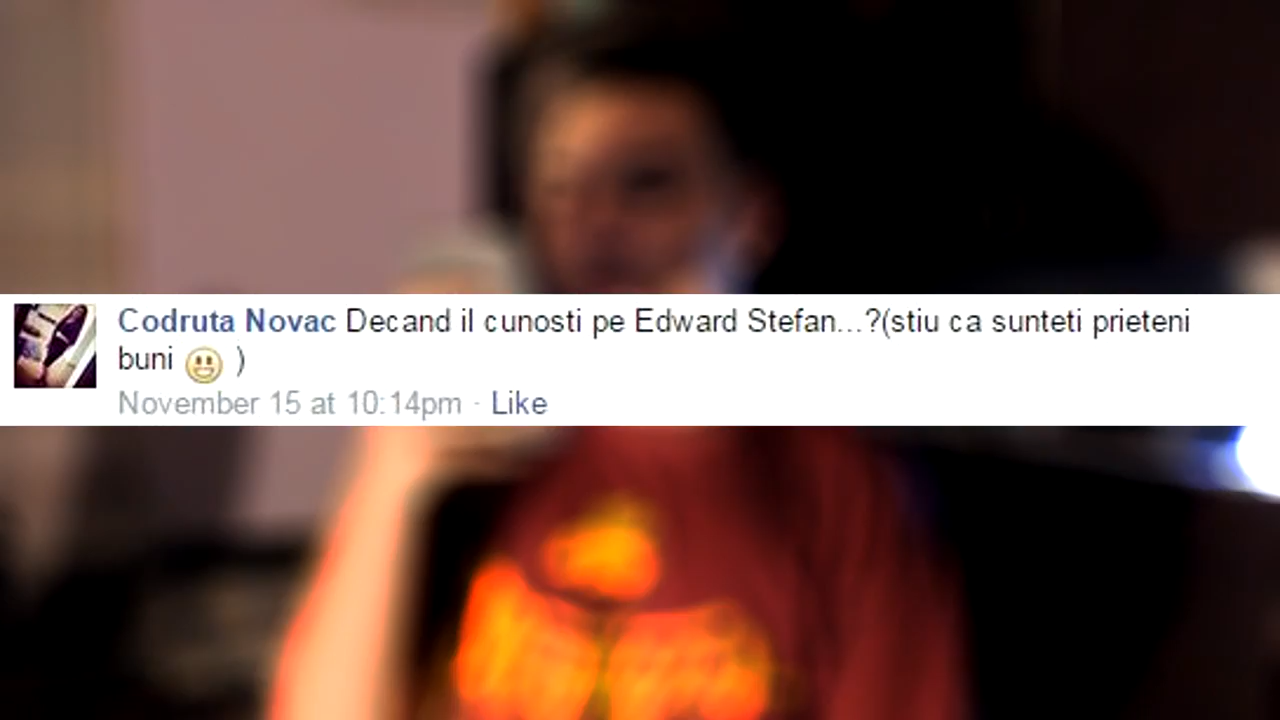 Codruta Novac Decand il cunosti pe Edward Stefan...?(stiu ca sunteti prieteni
buni 😃 )
November 15 at 10:14pm · Like